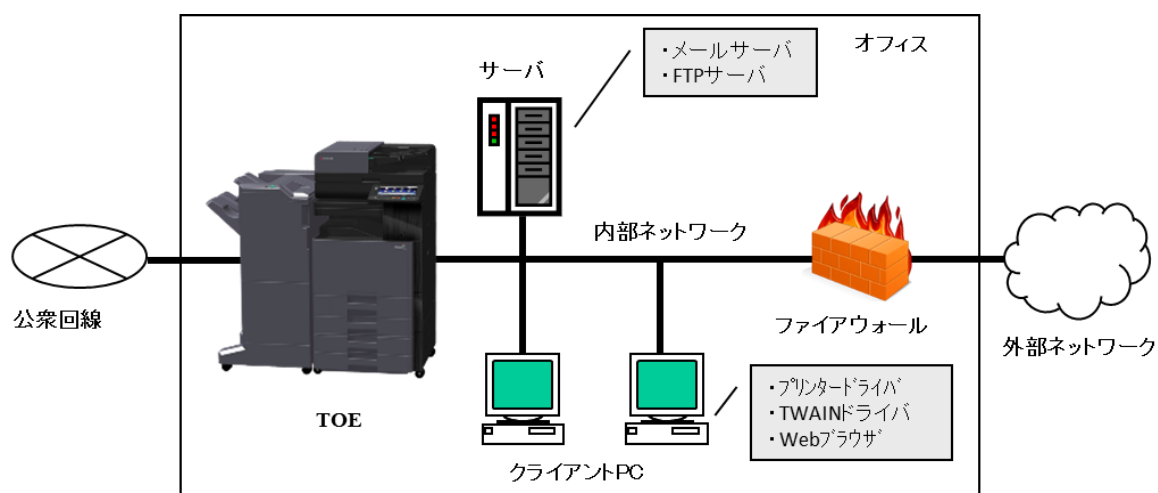 オフィス
・メールサーバ
・FTPサーバ
サーバ
内部ネットワーク
公衆回線
ファイアウォール
外部ネットワーク
TOE
・プリンタードライバ
・TWAINドライバ
・Webブラウザ
クライアントPC